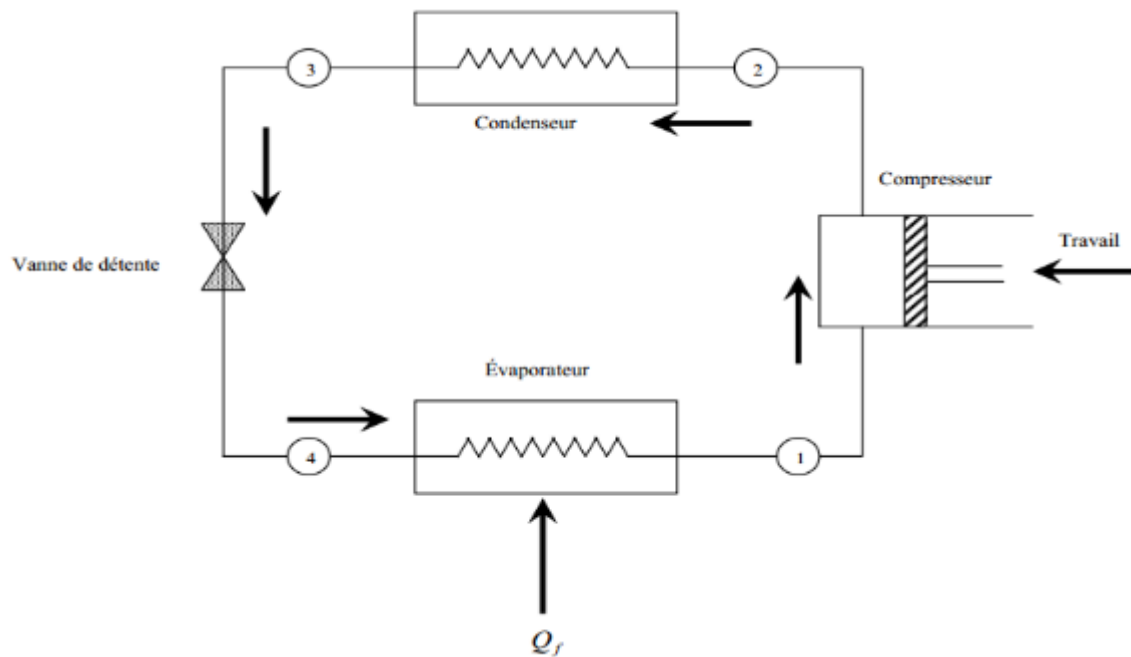 3
2
Condenseur
Compresseur
Travail
Vanne de détente
Évaporateur
4
1
Q_f